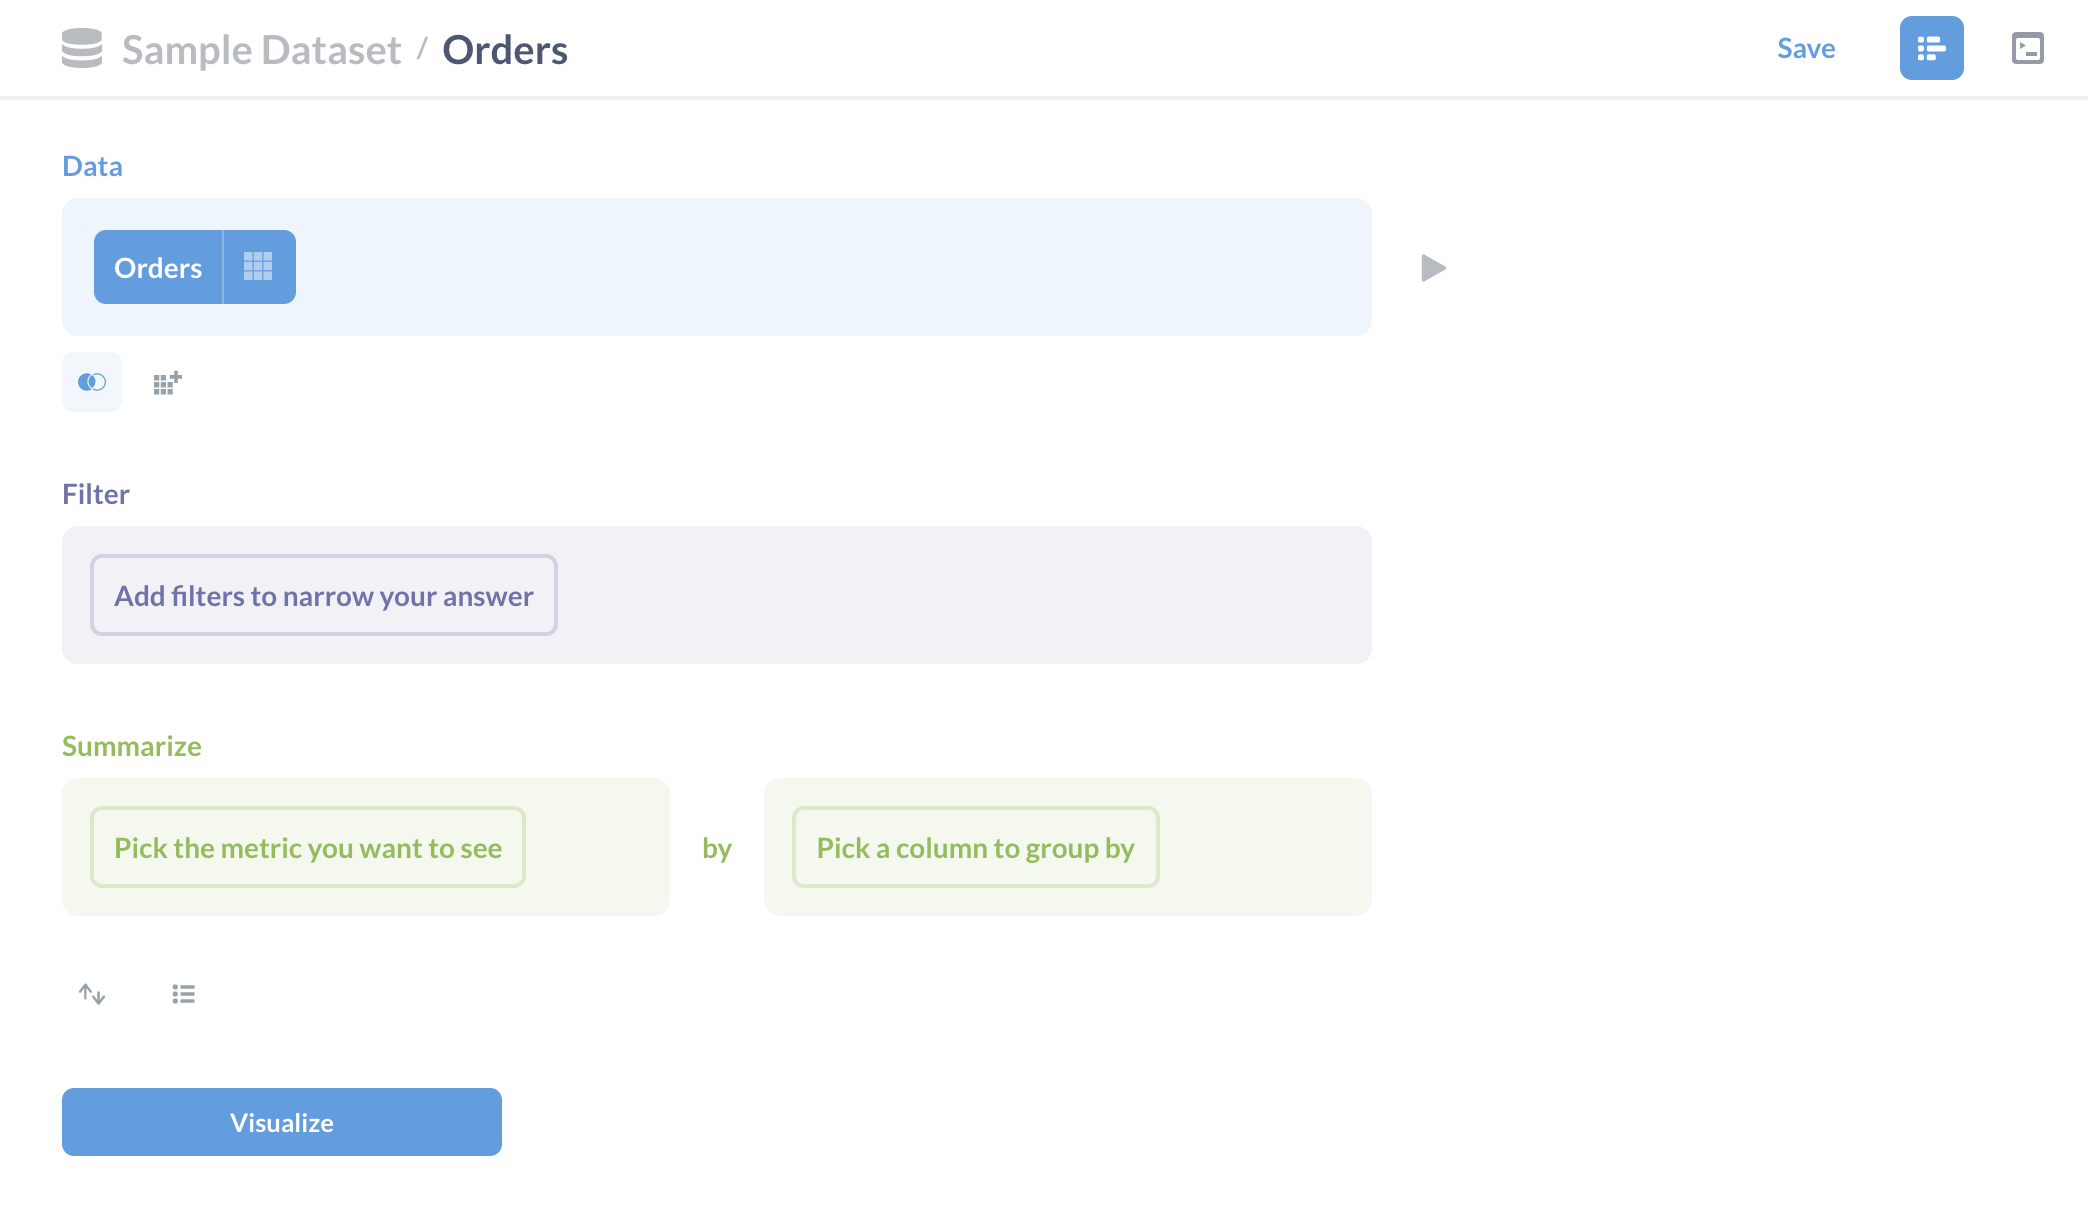 Sample Dataset / Orders
Save
Data
Orders
Filter
Add filters to narrow your answer
Summarize
Pick the metric you want to see
by
Pick a column to group by
Visualize